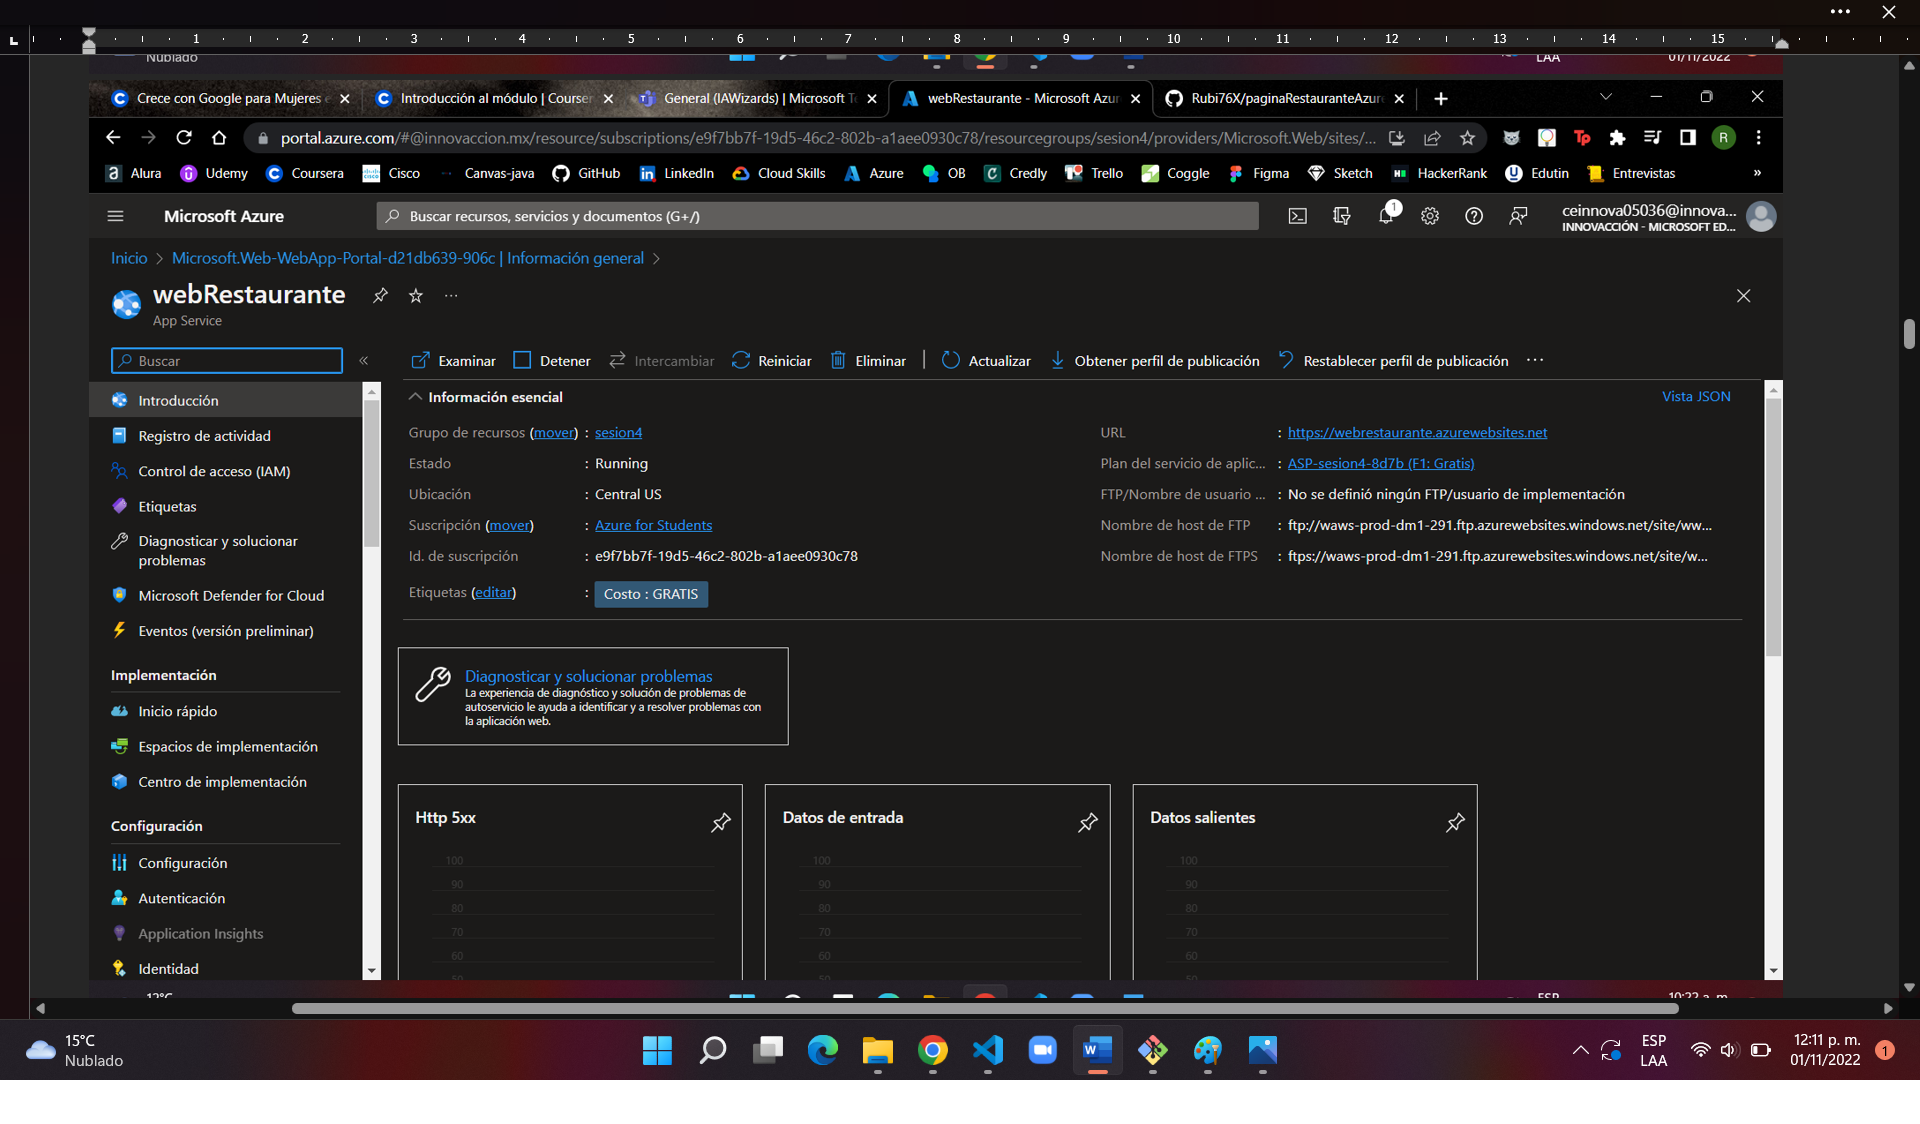 1 2 3 4 5 6 7 8 9 10 11 12 13 14 15
Nublado
LAA
01/11/2022
Crece con Google para Mujeres e
Introducción al módulo | Courser
General (IAWizards) | Microsoft Te
webRestaurante - Microsoft Azur
Rubi76X/paginaRestauranteAzure
portal.azure.com/#@innovaccion.mx/resource/subscriptions/e9f7bb7f-19d5-46c2-802b-a1aee0930c78/resourcegroups/sesion4/providers/Microsoft.Web/sites/...
Tp
R
Alura Udemy Coursera Cisco Canvas-java GitHub LinkedIn Cloud Skills Azure OB Credly Trello Coggle Figma Sketch HackerRank Edutin Entrevistas »
Microsoft Azure
Buscar recursos, servicios y documentos (G+/)
1
ceinnova05036@innova...
INNOVACCIÓN - MICROSOFT ED...
Inicio > Microsoft.Web-WebApp-Portal-d21db639-906c | Información general >
webRestaurante
App Service
Buscar
Examinar Detener Intercambiar Reiniciar Eliminar Actualizar Obtener perfil de publicación Restablecer perfil de publicación ...
Introducción
Registro de actividad
Control de acceso (IAM)
Etiquetas
Diagnosticar y solucionar
problemas
Microsoft Defender for Cloud
Eventos (versión preliminar)
Implementación
Inicio rápido
Espacios de implementación
Centro de implementación
Configuración
Configuración
Autenticación
Application Insights
Identidad
Información esencial
Vista JSON
Grupo de recursos (mover) : sesion4
Estado : Running
Ubicación : Central US
Suscripción (mover) : Azure for Students
Id. de suscripción : e9f7bb7f-19d5-46c2-802b-a1aee0930c78
Etiquetas (editar) : Costo : GRATIS
URL : https://webrestaurante.azurewebsites.net
Plan del servicio de aplic... : ASP-sesion4-8d7b (F1: Gratis)
FTP/Nombre de usuario ... : No se definió ningún FTP/usuario de implementación
Nombre de host de FTP : ftp://waws-prod-dm1-291.ftp.azurewebsites.windows.net/site/ww...
Nombre de host de FTPS : ftps://waws-prod-dm1-291.ftp.azurewebsites.windows.net/site/w...
Diagnosticar y solucionar problemas
La experiencia de diagnóstico y solución de problemas de
autoservicio le ayuda a identificar y a resolver problemas con
la aplicación web.
Http 5xx
100
90
80
70
60
50
Datos de entrada
100
90
80
70
60
50
Datos salientes
100
90
80
70
60
50
12°C
ESP
10:22 a. m.
15°C
Nublado
ESP
LAA
12:11 p. m.
01/11/2022
1